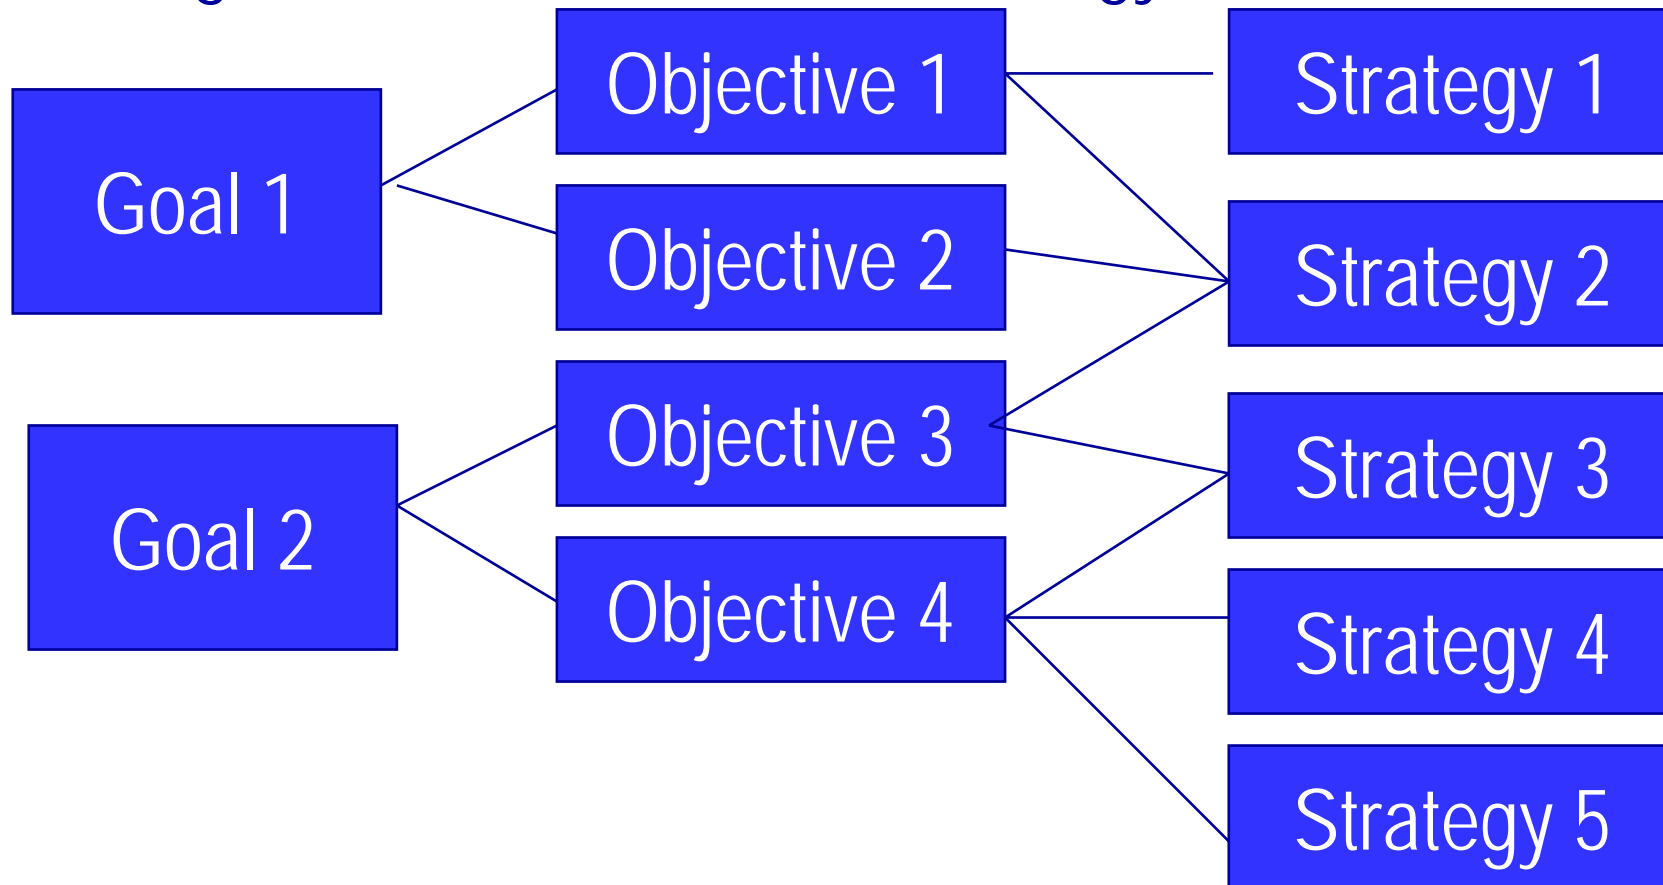 Goal 1
Goal 2
Objective 1
Objective 2
Objective 3
Objective 4
Strategy 1
Strategy 2
Strategy 3
Strategy 4
Strategy 5